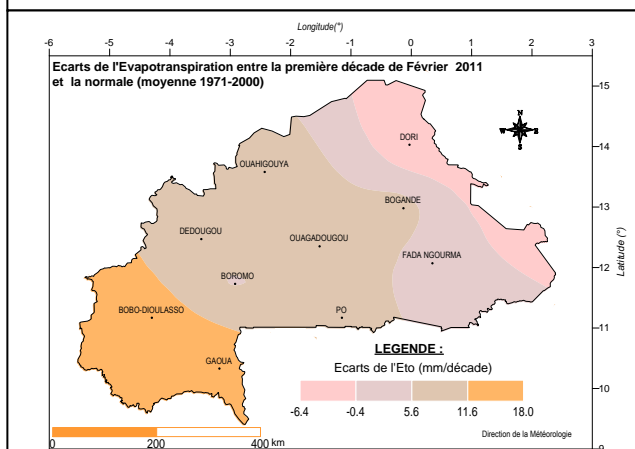 Longitude(°)
-6 -5 -4 -3 -2 -1 0 1 2 3
Ecarts de l'Evapotranspiration entre la première décade de Février 2011
et la normale (moyenne 1971-2000)
15
N
W E
S
DORI
14
OUAHIGOUYA
BOGANDE
13
DEDOUGOU
OUAGADOUGOU
FADA NGOURMA
Latitude (°)
12
BOROMO
BOBO-DIOULASSO
PO
11
LEGENDE :
GAOUA
Ecarts de l'Eto (mm/décade)
10
-6.4 -0.4 5.6 11.6 18.0
Direction de la Météorologie
0 200 400 km
9